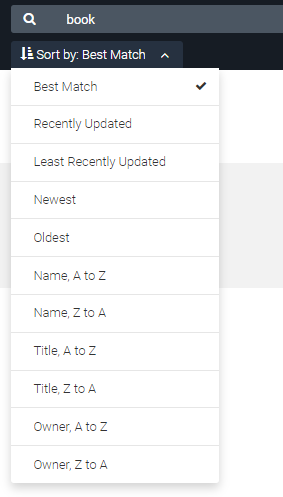 book
Sort by: Best Match
Best Match
Recently Updated
Least Recently Updated
Newest
Oldest
Name, A to Z
Name, Z to A
Title, A to Z
Title, Z to A
Owner, A to Z
Owner, Z to A